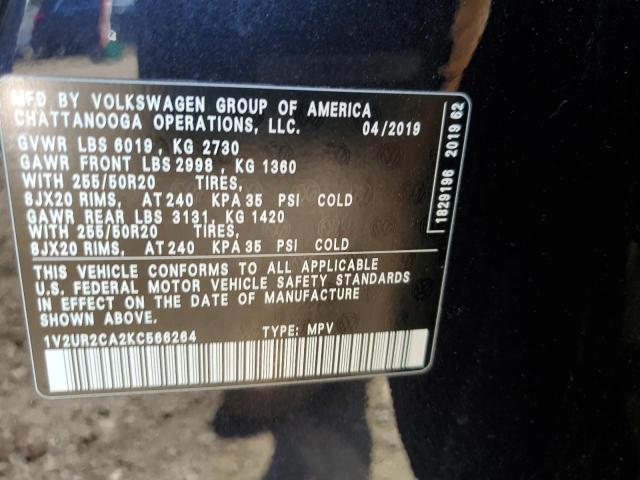 MFD BY VOLKSWAGEN GROUP OF AMERICA
CHATTANOOGA OPERATIONS, LLC. 04/2019
GVWR LBS 6019, KG 2730
GAWR FRONT LBS 2998, KG 1360
WITH 255/50R20 TIRES,
8JX20 RIMS, AT 240 KPA 35 PSI COLD
GAWR REAR LBS 3131, KG 1420
WITH 255/50R20 TIRES,
8JX20 RIMS, AT 240 KPA 35 PSI COLD
THIS VEHICLE CONFORMS TO ALL APPLICABLE
U.S. FEDERAL MOTOR VEHICLE SAFETY STANDARDS
IN EFFECT ON THE DATE OF MANUFACTURE
SHOWN ABOVE.
1V2UR2CA2KC566264 TYPE: MPV
1829196 2019 62